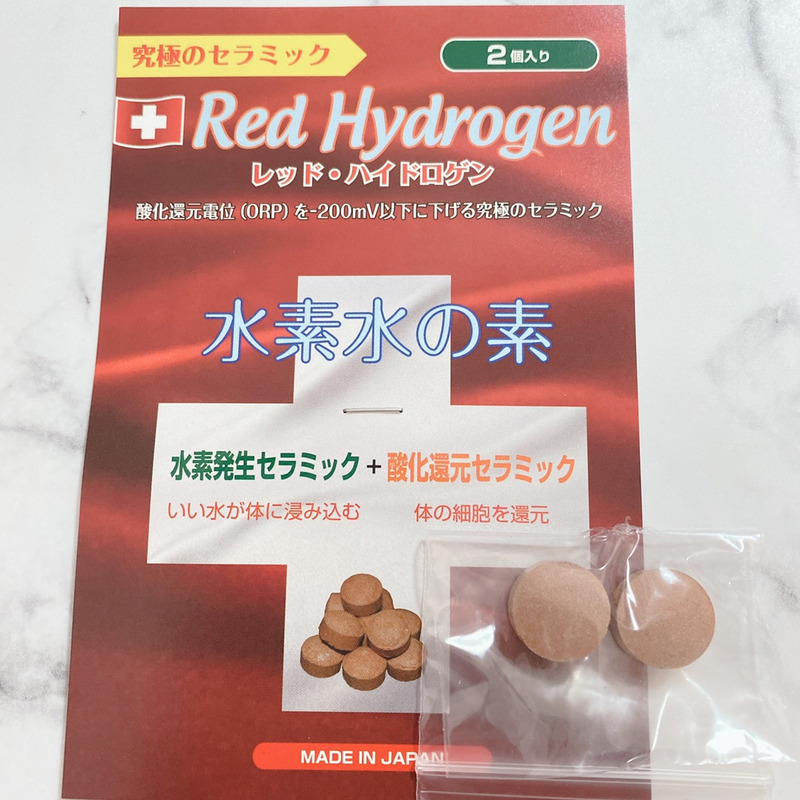 究極のセラミック
2個入り
Red Hydrogen
レッド・ハイドロゲン
酸化還元電位(ORP)を-200mV以下に下げる究極のセラミック
水素水の素
水素発生セラミック+酸化還元セラミック
いい水が体に浸み込む 体の細胞を還元
MADE IN JAPAN